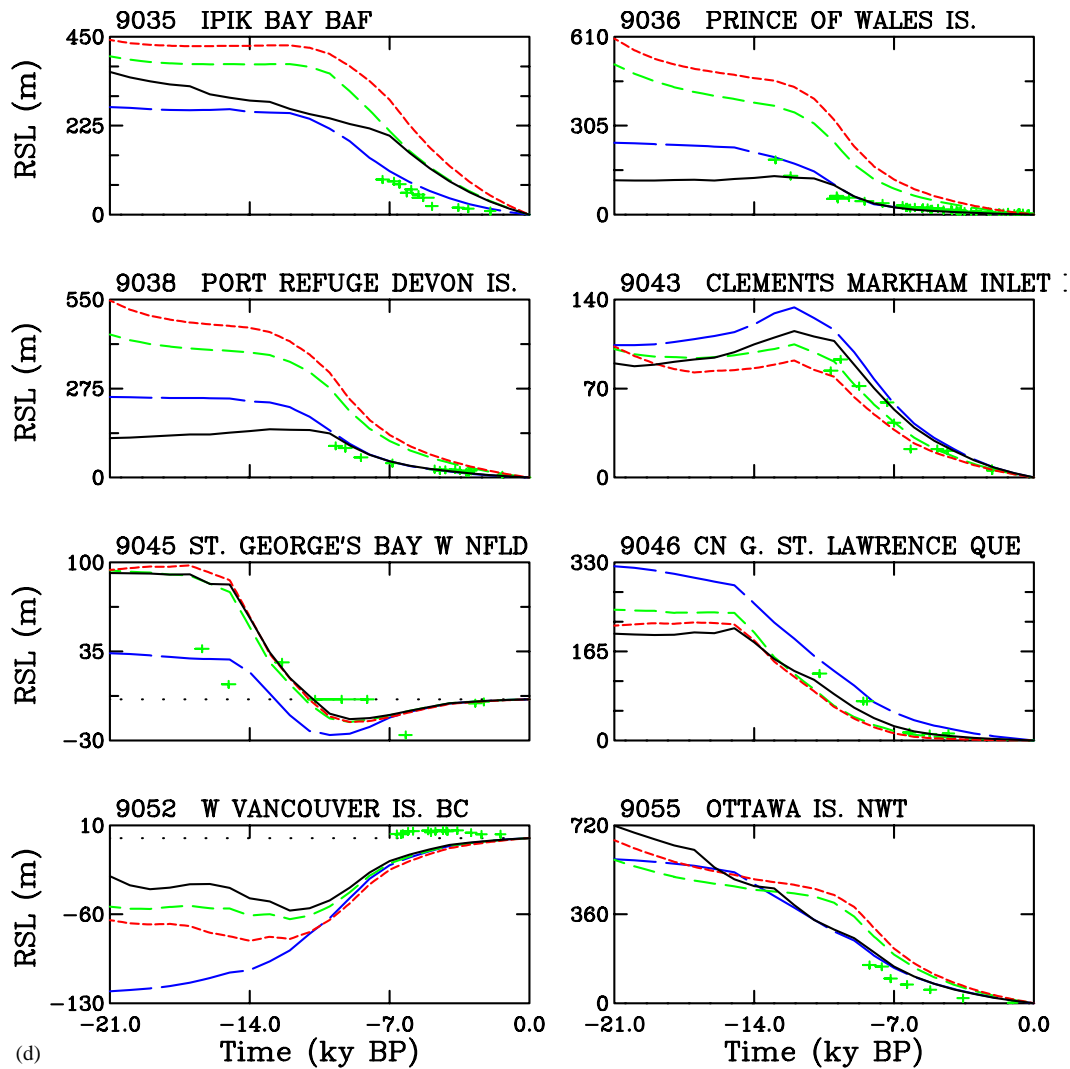 9035 IPIK BAY BAF
9036 PRINCE OF WALES IS.
450
225
0
RSL (m)
610
305
0
9038 PORT REFUGE DEVON IS.
9043 CLEMENTS MARKHAM INLET
550
275
0
RSL (m)
140
70
0
9045 ST. GEORGE'S BAY W NFLD
9046 CN G. ST. LAWRENCE QUE
100
35
−30
RSL (m)
330
165
0
9052 W VANCOUVER IS. BC
9055 OTTAWA IS. NWT
10
−60
−130
RSL (m)
720
360
0
−21.0 −14.0 −7.0 0.0
−21.0 −14.0 −7.0 0.0
Time (ky BP)
Time (ky BP)
(d)